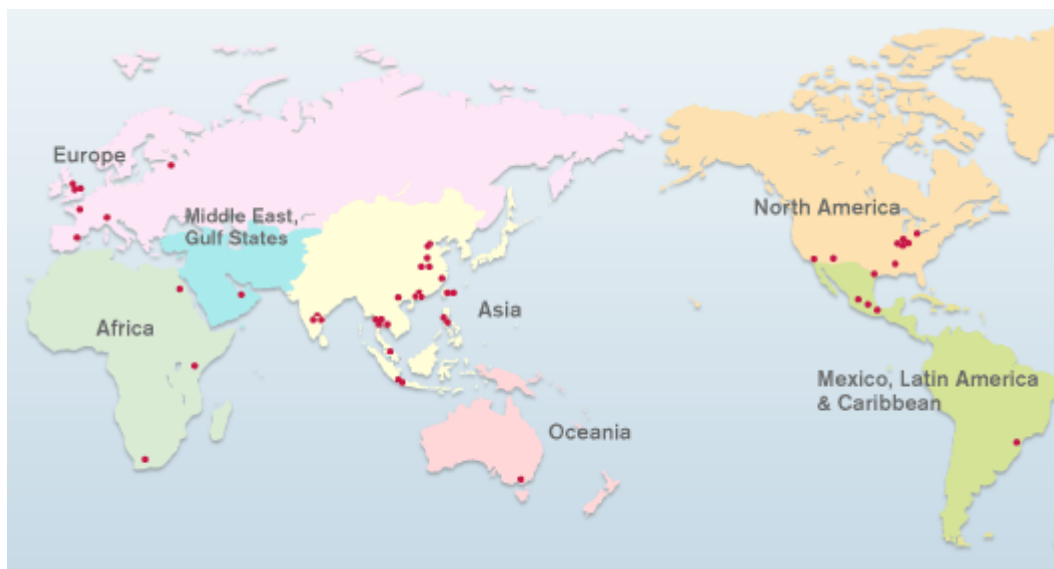 Europe
Middle East,
Gulf States
North America
Africa
Asia
Mexico, Latin America
& Caribbean
Oceania